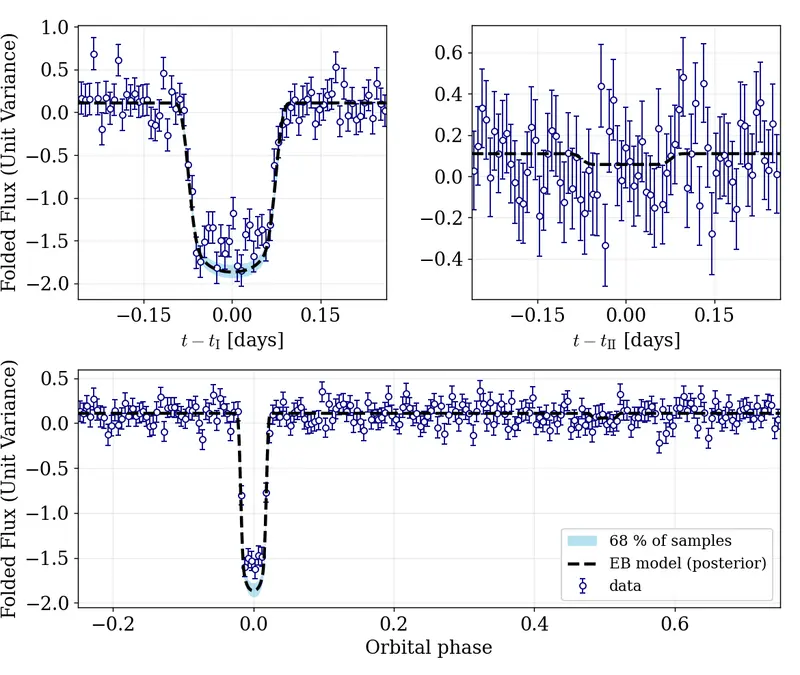 Folded Flux (Unit Variance)
1.0
0.5
0.0
−0.5
−1.0
−1.5
−2.0
−0.15 0.00 0.15
t − tI [days]
0.6
0.4
0.2
0.0
−0.2
−0.4
−0.15 0.00 0.15
t − tII [days]
Folded Flux (Unit Variance)
0.5
0.0
−0.5
−1.0
−1.5
−2.0
68 % of samples
EB model (posterior)
data
−0.2 0.0 0.2 0.4 0.6
Orbital phase